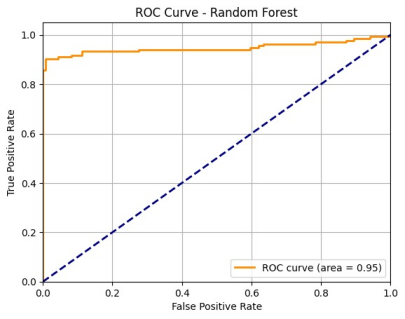 ROC Curve - Random Forest
True Positive Rate
1.0
0.8
0.6
0.4
0.2
0.0
ROC curve (area = 0.95)
0.0 0.2 0.4 0.6 0.8 1.0
False Positive Rate